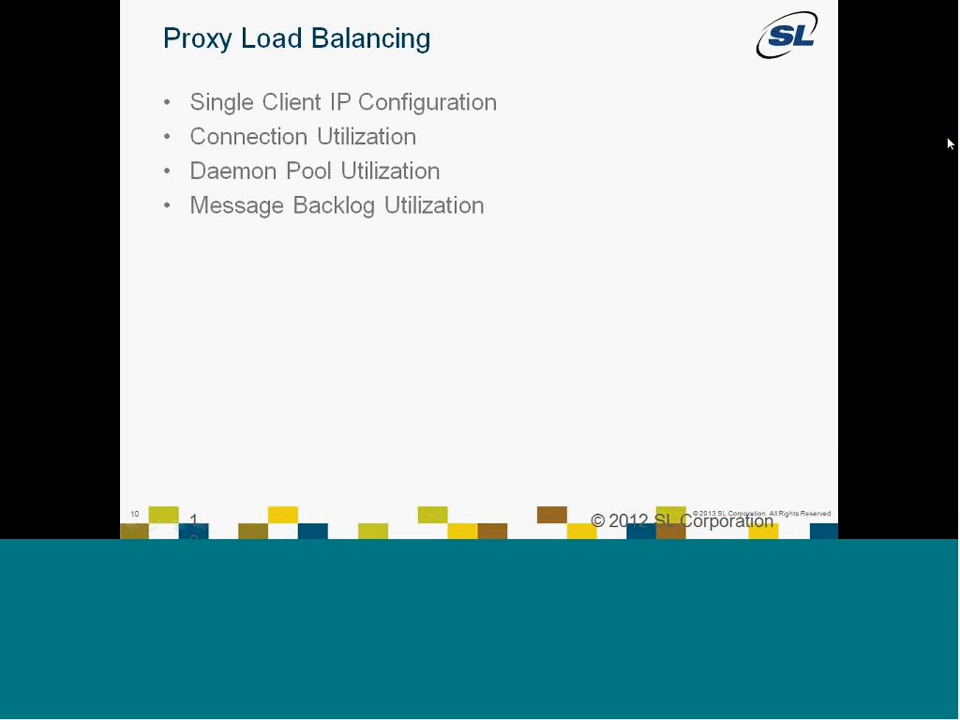 Proxy Load Balancing
SL
• Single Client IP Configuration
• Connection Utilization
• Daemon Pool Utilization
• Message Backlog Utilization
10
1
© 2012 SL Corporation
©2013 SL Corporation. All Rights Reserved